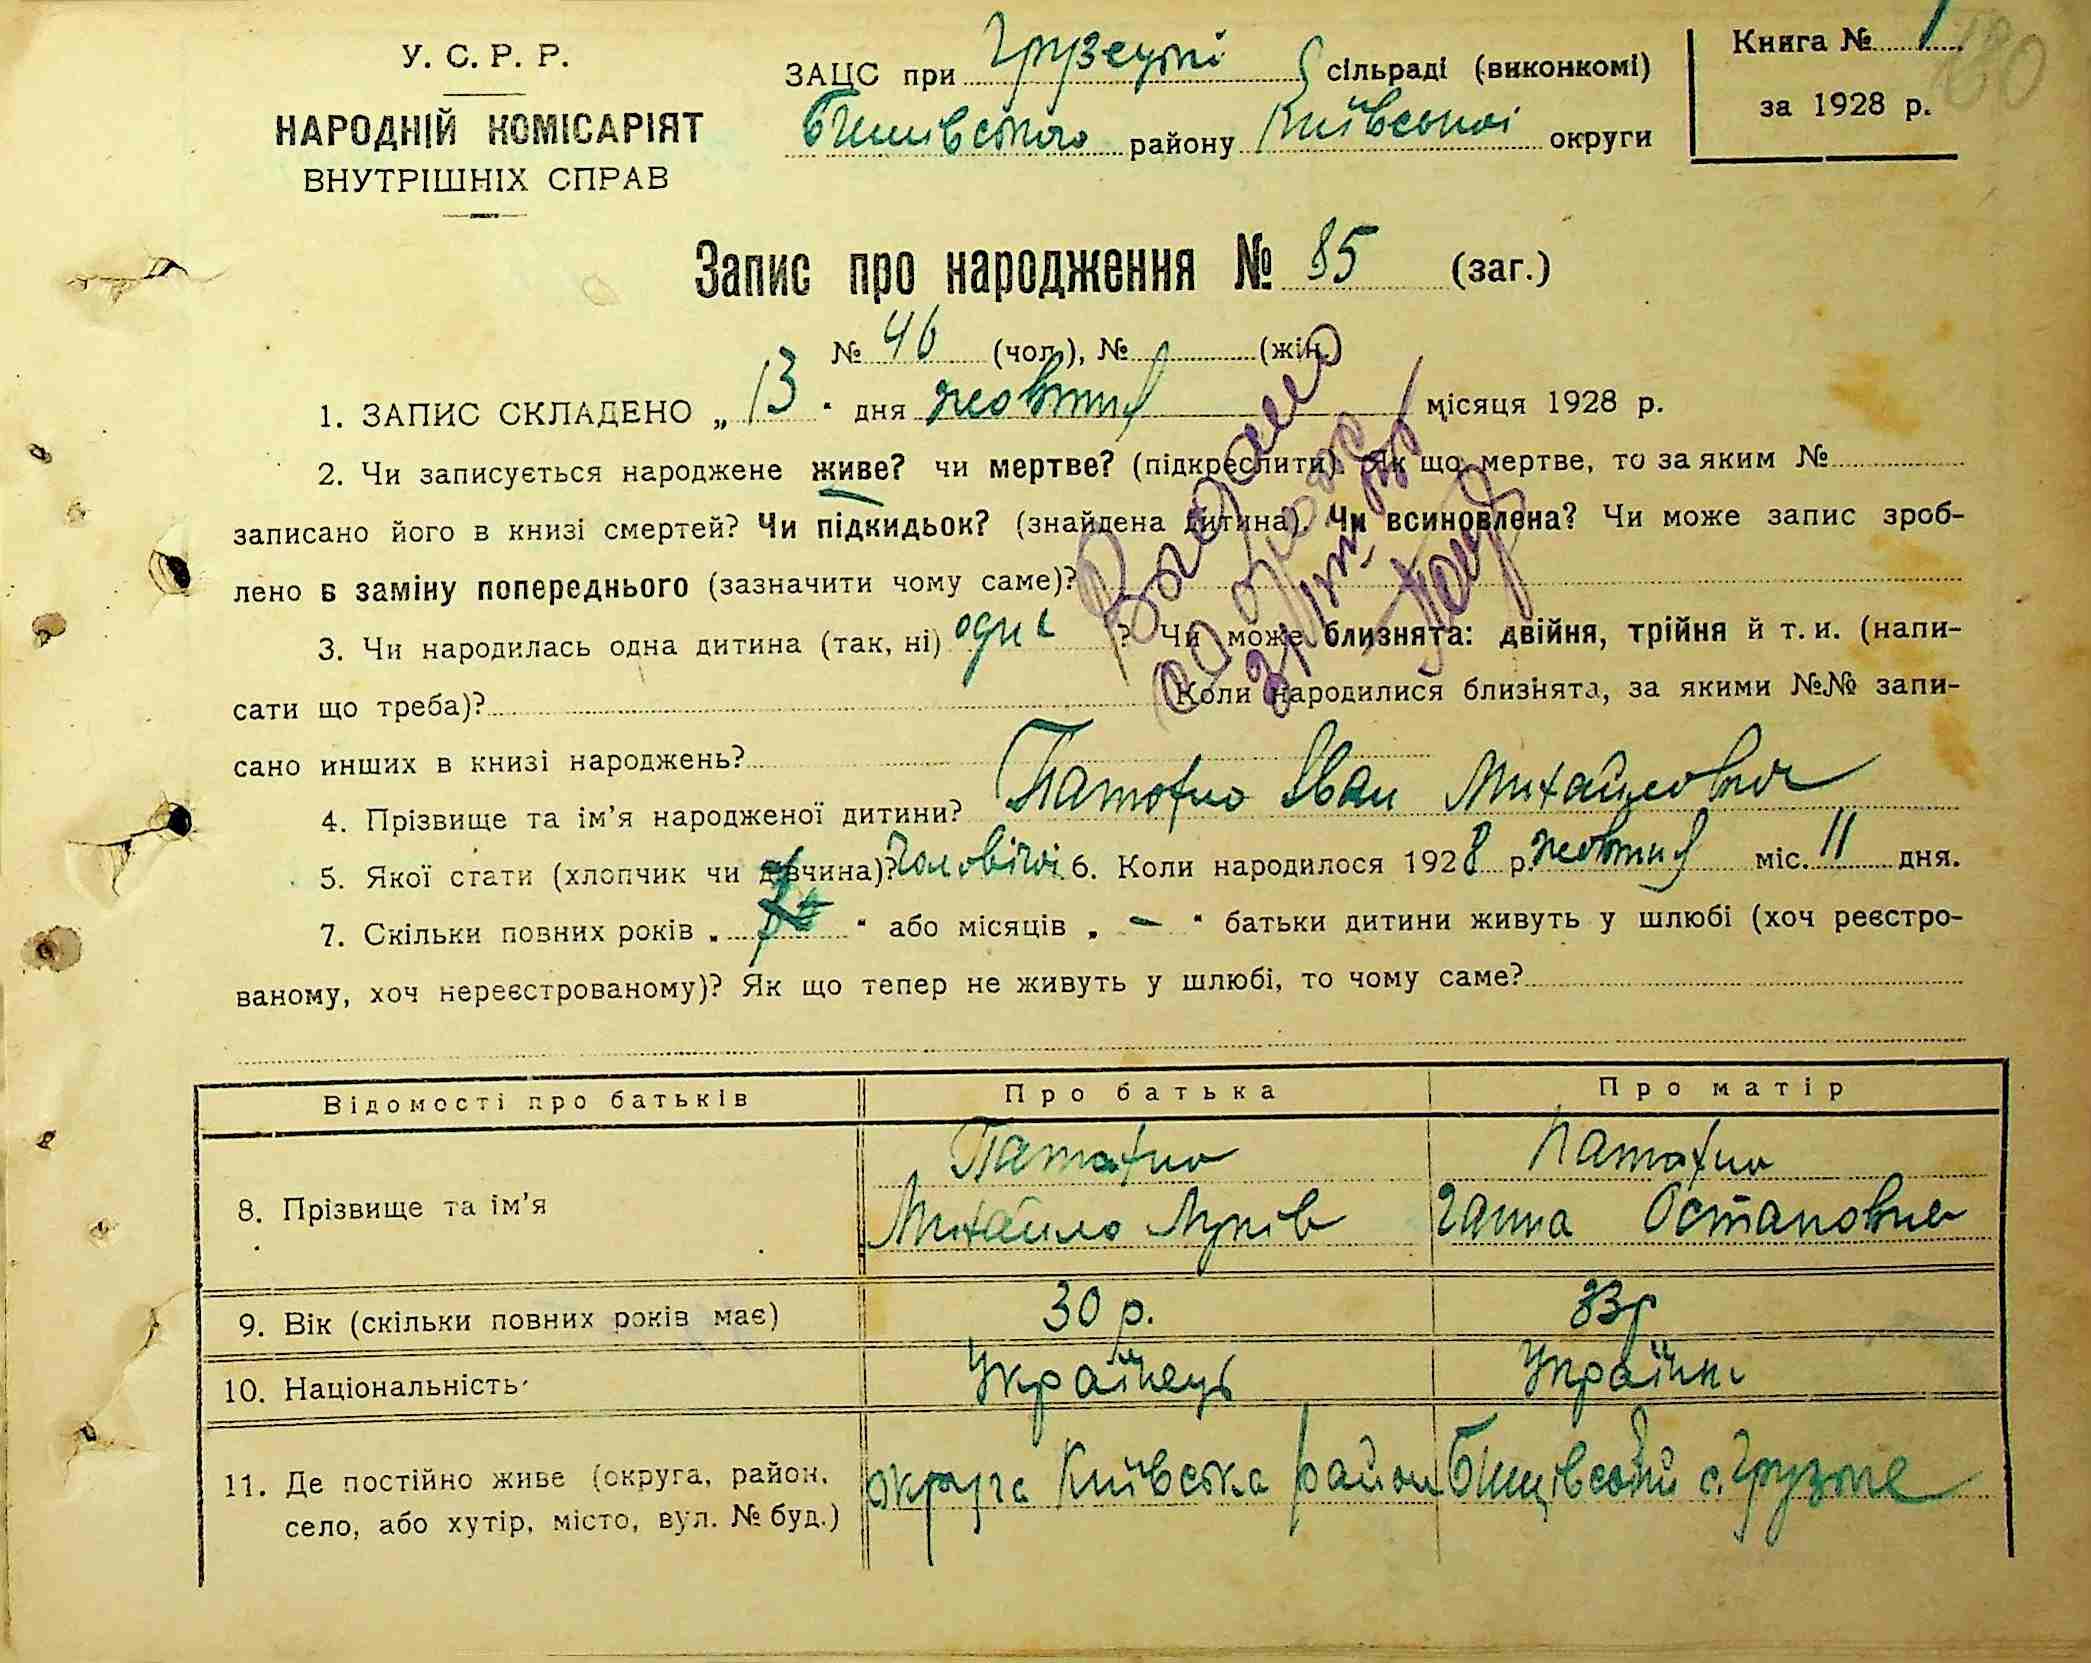 У. С. Р. Р.
НАРОДНІЙ КОМІСАРІЯТ
ВНУТРІШНІХ СПРАВ
ЗАЦС при Грузецькі сільраді (виконкомі)
Бишівського району Київської округи
Книга № 1
за 1928 р.
180
Запис про народження № 85 (заг.)
№ 46 (чол.), № (жін.)
1. ЗАПИС СКЛАДЕНО „ 13 " дня жовтня місяця 1928 р.
2. Чи записується народжене живе? чи мертве? (підкреслити). Як що мертве, то за яким №
записано його в книзі смертей? Чи підкидьок? (знайдена дитина). Чи всиновлена? Чи може запис зроб-
лено в заміну попереднього (зазначити чому саме)?
3. Чи народилась одна дитина (так, ні) одна ? Чи може близнята: двійня, трійня й т. и. (напи-
сати що треба)? Коли народилися близнята, за якими №№ запи-
сано инших в книзі народжень?
4. Прізвище та ім'я народженої дитини? Патофло Іван Михайлович
5. Якої стати (хлопчик чи дівчина)? Чоловічої 6. Коли народилося 1928 р. жовтня міс. 11 дня.
7. Скільки повних років „ " або місяців „ — " батьки дитини живуть у шлюбі (хоч реєстро-
ваному, хоч нереєстрованому)? Як що тепер не живуть у шлюбі, то чому саме?
Відомості про батьків Про батька Про матір
8. Прізвище та ім'я Патофло Патофло
Михайло Луків Ганна Остаповна
9. Вік (скільки повних років має) 30 р. 33 р
10. Національність Українець Українка
11. Де постійно живе (округа, район, округа Київська район Бишівський с. Грузьке
село, або хутір, місто, вул. № буд.)